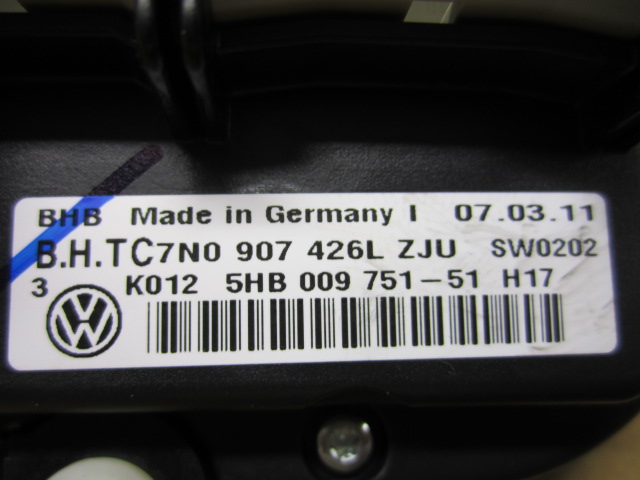 BHB Made in Germany I 07.03.11
B.H.TC7N0 907 426L ZJU SW0202
3 K012 5HB 009 751-51 H17